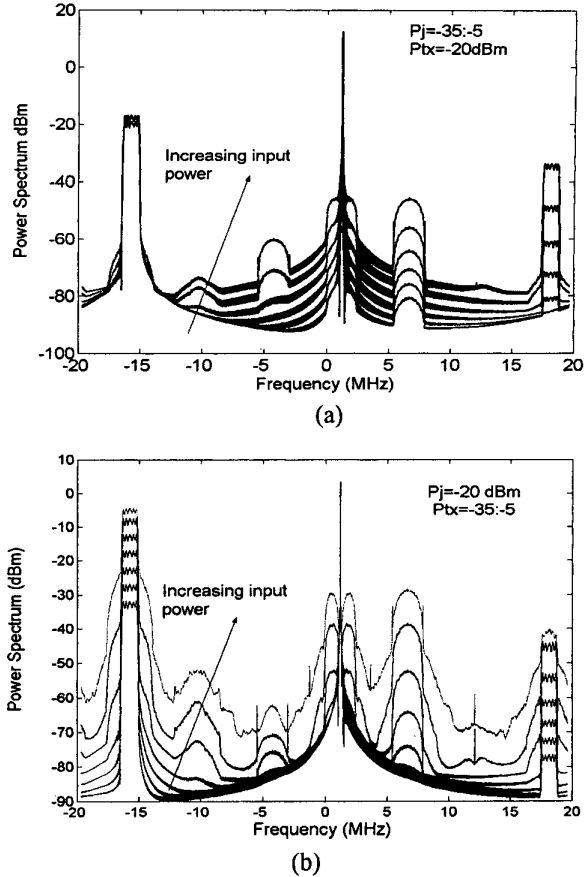 20
Pj=-35:-5
Ptx=-20dBm
0
-20
Increasing input
power
-40
-60
-80
-100
Power Spectrum dBm
-20 -15 -10 -5 0 5 10 15 20
Frequency (MHz)
(a)
10
Pj=-20 dBm
Ptx=-35:-5
0
-10
-20
Increasing input
power
-30
-40
-50
-60
-70
-80
-90
Power Spectrum (dBm)
-20 -15 -10 -5 0 5 10 15 20
Frequency (MHz)
(b)